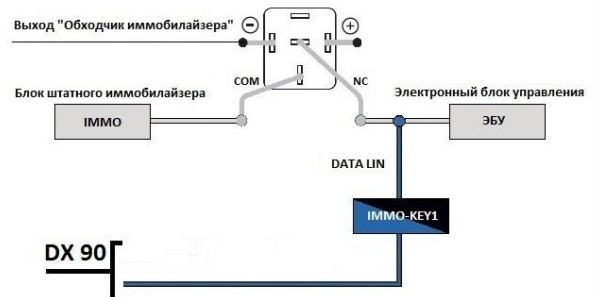 Выход "Обходчик иммобилайзера"
COM
NC
Блок штатного иммобилайзера
Электронный блок управления
IMMO
ЭБУ
DATA LIN
IMMO-KEY1
DX 90